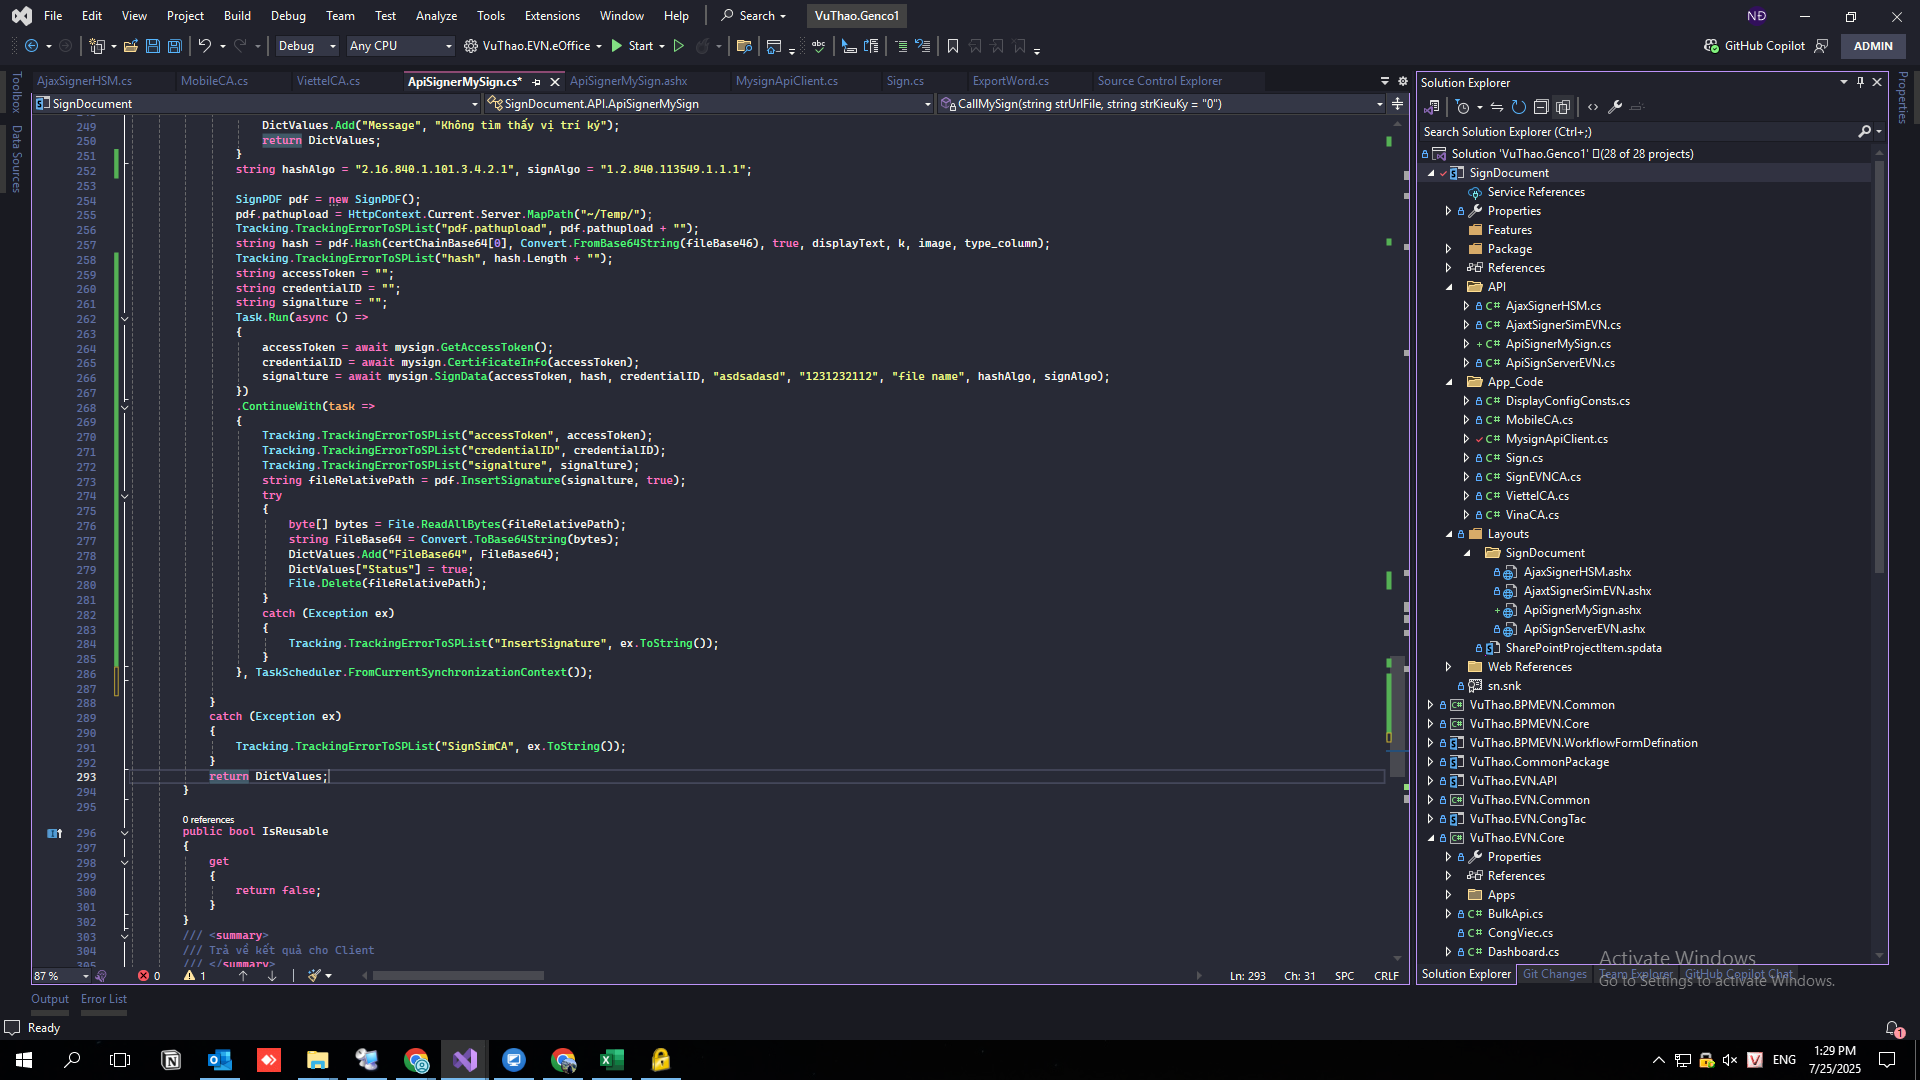 File Edit View Project Build Debug Team Test Analyze Tools Extensions Window Help Search VuThao.Genco1 NĐ
Debug Any CPU VuThao.EVN.eOffice Start GitHub Copilot ADMIN
AjaxSignerHSM.cs MobileCA.cs ViettelCA.cs ApiSignerMySign.cs* ApiSignerMySign.ashx MysignApiClient.cs Sign.cs ExportWord.cs Source Control Explorer
SignDocument SignDocument.API.ApiSignerMySign CallMySign(string strUrlFile, string strKieuKy = "0")
Toolbox
Data Sources
249 DictValues.Add("Message", "Không tìm thấy vị trí ký");
250 return DictValues;
251 }
252 string hashAlgo = "2.16.840.1.101.3.4.2.1", signAlgo = "1.2.840.113549.1.1.1";
253
254 SignPDF pdf = new SignPDF();
255 pdf.pathupload = HttpContext.Current.Server.MapPath("~/Temp/");
256 Tracking.TrackingErrorToSPList("pdf.pathupload", pdf.pathupload + "");
257 string hash = pdf.Hash(certChainBase64[0], Convert.FromBase64String(fileBase46), true, displayText, k, image, type_column);
258 Tracking.TrackingErrorToSPList("hash", hash.Length + "");
259 string accessToken = "";
260 string credentialID = "";
261 string signalture = "";
262 Task.Run(async () =>
263 {
264 accessToken = await mysign.GetAccessToken();
265 credentialID = await mysign.CertificateInfo(accessToken);
266 signalture = await mysign.SignData(accessToken, hash, credentialID, "asdsadasd", "1231232112", "file name", hashAlgo, signAlgo);
267 })
268 .ContinueWith(task =>
269 {
270 Tracking.TrackingErrorToSPList("accessToken", accessToken);
271 Tracking.TrackingErrorToSPList("credentialID", credentialID);
272 Tracking.TrackingErrorToSPList("signalture", signalture);
273 string fileRelativePath = pdf.InsertSignature(signalture, true);
274 try
275 {
276 byte[] bytes = File.ReadAllBytes(fileRelativePath);
277 string FileBase64 = Convert.ToBase64String(bytes);
278 DictValues.Add("FileBase64", FileBase64);
279 DictValues["Status"] = true;
280 File.Delete(fileRelativePath);
281 }
282 catch (Exception ex)
283 {
284 Tracking.TrackingErrorToSPList("InsertSignature", ex.ToString());
285 }
286 }, TaskScheduler.FromCurrentSynchronizationContext());
287
288 }
289 catch (Exception ex)
290 {
291 Tracking.TrackingErrorToSPList("SignSimCA", ex.ToString());
292 }
293 return DictValues;
294 }
295
0 references
296 public bool IsReusable
297 {
298 get
299 {
300 return false;
301 }
302 }
303 /// <summary>
304 /// Trả về kết quả cho Client
305 /// </summary>
87 % 0 1 Ln: 293 Ch: 31 SPC CRLF
Solution Explorer
Search Solution Explorer (Ctrl+;)
Solution 'VuThao.Genco1' (28 of 28 projects)
SignDocument
Service References
Properties
Features
Package
References
API
C# AjaxSignerHSM.cs
C# AjaxtSignerSimEVN.cs
C# ApiSignerMySign.cs
C# ApiSignServerEVN.cs
App_Code
C# DisplayConfigConsts.cs
C# MobileCA.cs
C# MysignApiClient.cs
C# Sign.cs
C# SignEVNCA.cs
C# ViettelCA.cs
C# VinaCA.cs
Layouts
SignDocument
AjaxSignerHSM.ashx
AjaxtSignerSimEVN.ashx
ApiSignerMySign.ashx
ApiSignServerEVN.ashx
SharePointProjectItem.spdata
Web References
sn.snk
VuThao.BPMEVN.Common
VuThao.BPMEVN.Core
VuThao.BPMEVN.WorkflowFormDefination
VuThao.CommonPackage
VuThao.EVN.API
VuThao.EVN.Common
VuThao.EVN.CongTac
VuThao.EVN.Core
Properties
References
Apps
C# BulkApi.cs
C# CongViec.cs
C# Dashboard.cs
Solution Explorer Git Changes Team Explorer GitHub Copilot Chat
Properties
Activate Windows
Go to Settings to activate Windows.
Output Error List
Ready
1
ENG
1:29 PM
7/25/2025